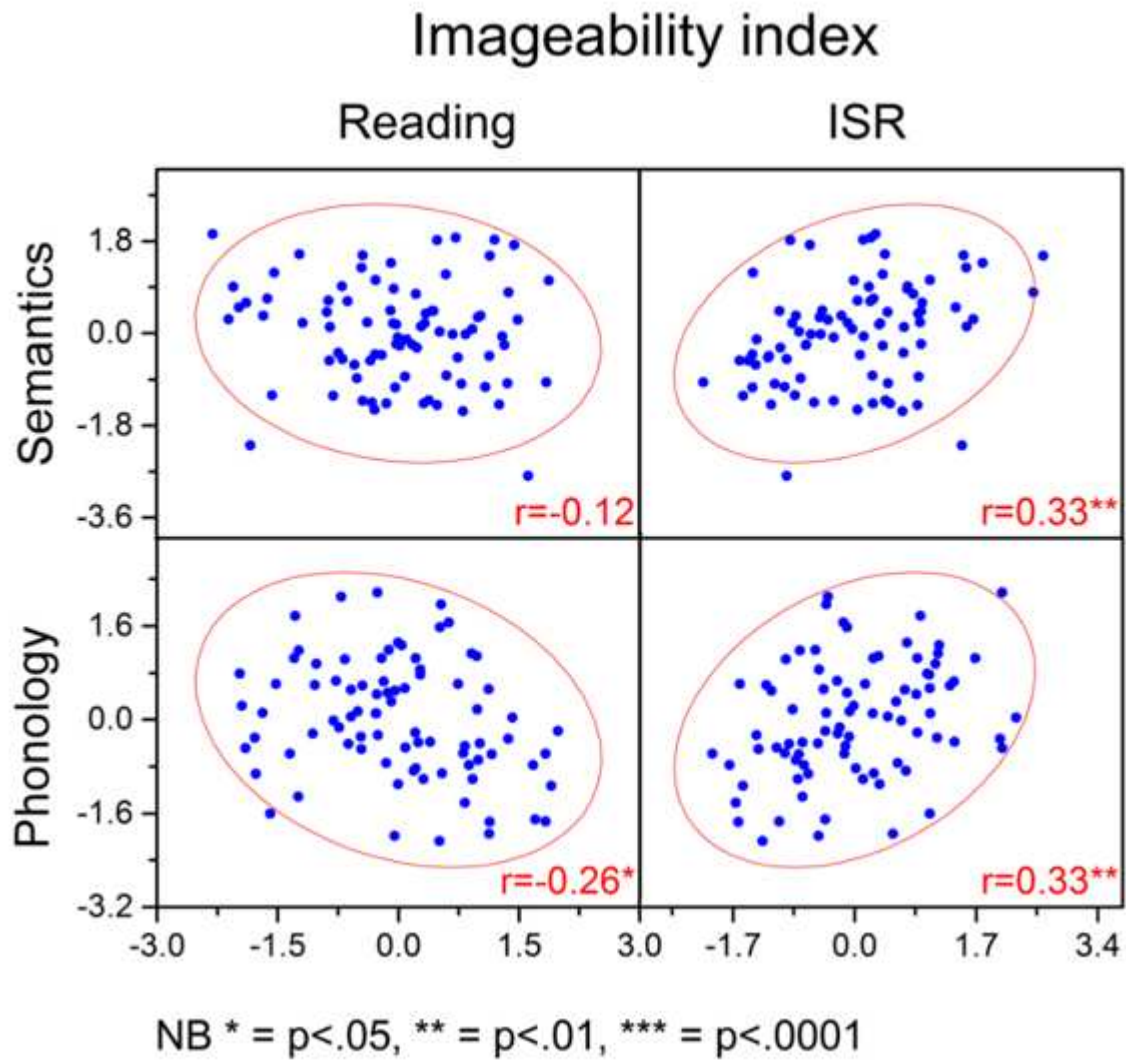 Imageability index
Reading ISR
Semantics
1.8
0.0
-1.8
-3.6
r=-0.12 r=0.33**
Phonology
1.6
0.0
-1.6
-3.2
r=-0.26* r=0.33**
-3.0 -1.5 0.0 1.5 3.0 -1.7 0.0 1.7 3.4
NB * = p<.05, ** = p<.01, *** = p<.0001